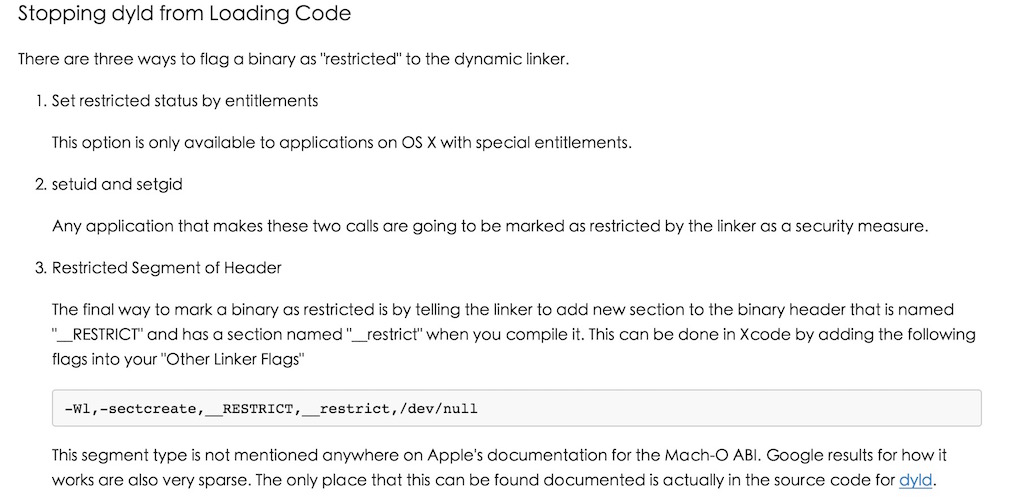 Stopping dyld from Loading Code
There are three ways to flag a binary as "restricted" to the dynamic linker.
1. Set restricted status by entitlements
This option is only available to applications on OS X with special entitlements.
2. setuid and setgid
Any application that makes these two calls are going to be marked as restricted by the linker as a security measure.
3. Restricted Segment of Header
The final way to mark a binary as restricted is by telling the linker to add new section to the binary header that is named
"__RESTRICT" and has a section named "__restrict" when you compile it. This can be done in Xcode by adding the following
flags into your "Other Linker Flags"
-Wl,-sectcreate,__RESTRICT,__restrict,/dev/null
This segment type is not mentioned anywhere on Apple's documentation for the Mach-O ABI. Google results for how it
works are also very sparse. The only place that this can be found documented is actually in the source code for dyld.